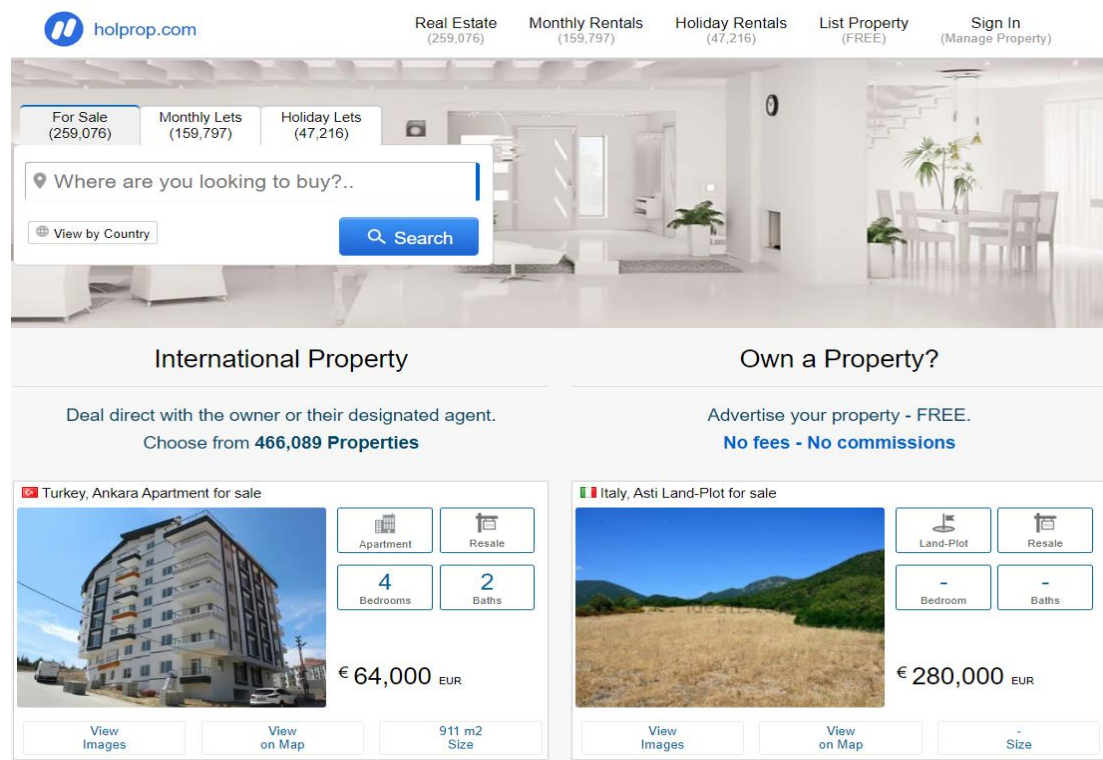 holprop.com
Real Estate
(259,076)
Monthly Rentals
(159,797)
Holiday Rentals
(47,216)
List Property
(FREE)
Sign In
(Manage Property)
For Sale
(259,076)
Monthly Lets
(159,797)
Holiday Lets
(47,216)
Where are you looking to buy?..
View by Country
Search
International Property
Deal direct with the owner or their designated agent.
Choose from 466,089 Properties
Own a Property?
Advertise your property - FREE.
No fees - No commissions
Turkey, Ankara Apartment for sale
Apartment
Resale
4
Bedrooms
2
Baths
€ 64,000 EUR
View
Images
View
on Map
911 m2
Size
Italy, Asti Land-Plot for sale
Land-Plot
Resale
-
Bedroom
-
Baths
€ 280,000 EUR
View
Images
View
on Map
-
Size